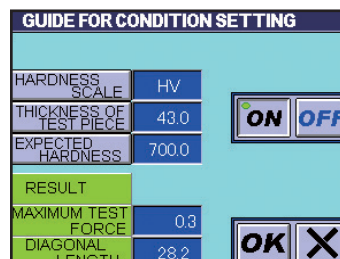 GUIDE FOR CONDITION SETTING
HARDNESS
SCALE
HV
THICKNESS OF
TEST PIECE
43.0
ON
OFF
EXPECTED
HARDNESS
700.0
RESULT
MAXIMUM TEST
FORCE
0.3
DIAGONAL
LENGTH
28.2
OK
X